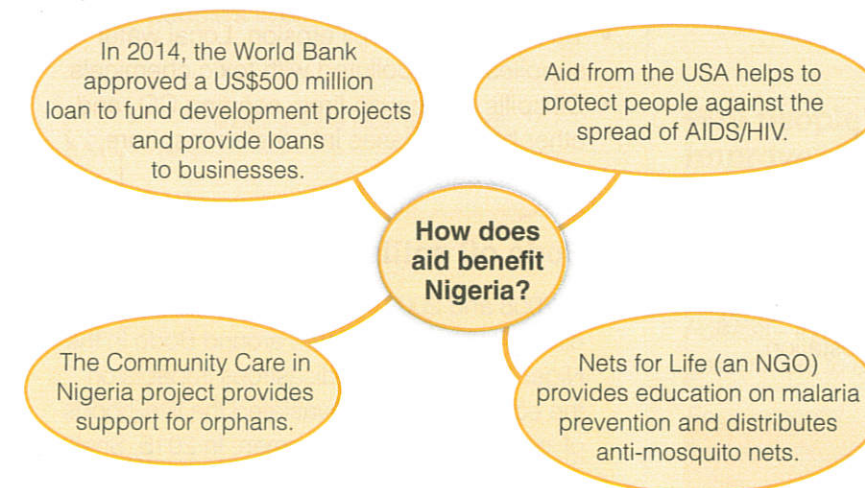 In 2014, the World Bank
approved a US$500 million
loan to fund development projects
and provide loans
to businesses.
Aid from the USA helps to
protect people against the
spread of AIDS/HIV.
How does
aid benefit
Nigeria?
The Community Care in
Nigeria project provides
support for orphans.
Nets for Life (an NGO)
provides education on malaria
prevention and distributes
anti-mosquito nets.